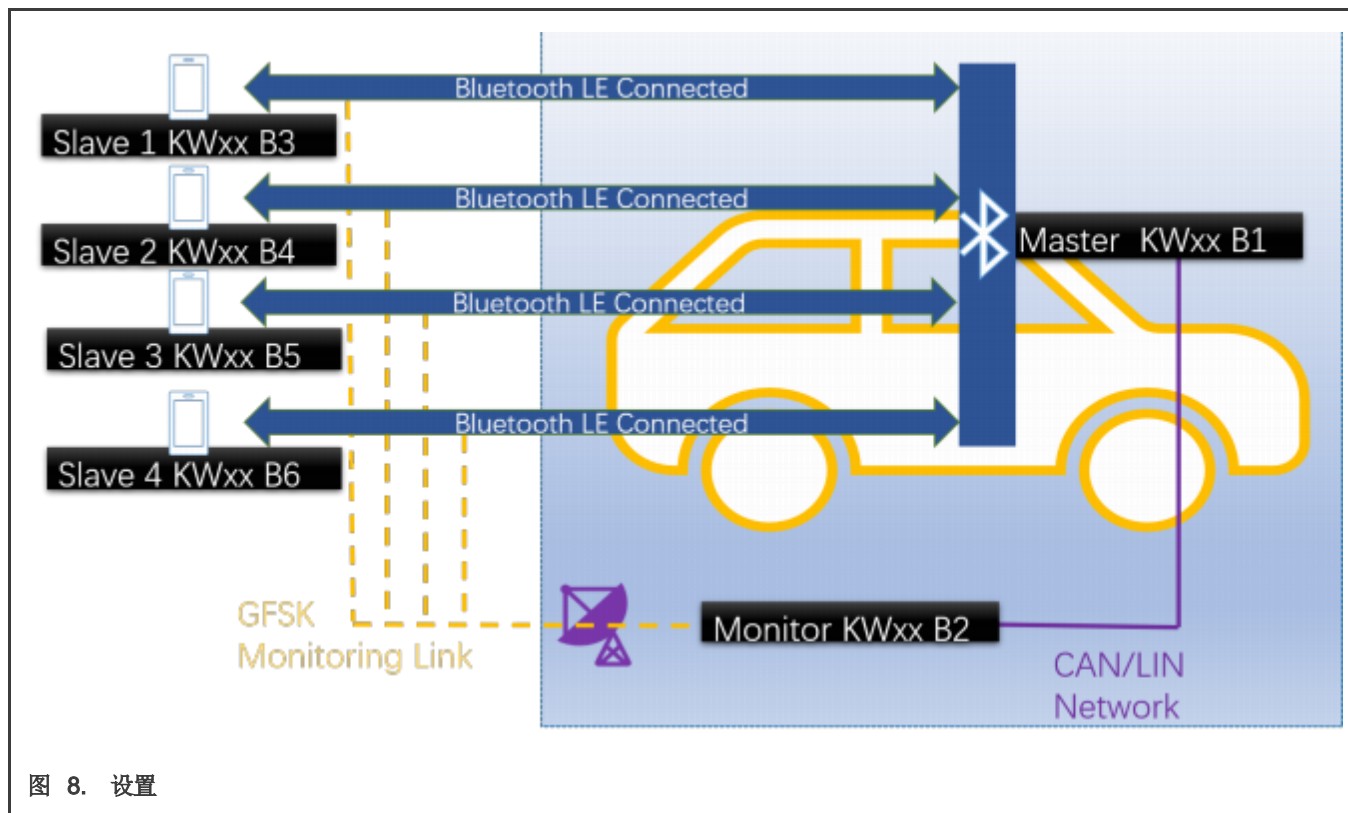 Bluetooth LE Connected
Slave 1 KWxx B3
Bluetooth LE Connected
Slave 2 KWxx B4
Master KWxx B1
Bluetooth LE Connected
Slave 3 KWxx B5
Bluetooth LE Connected
Slave 4 KWxx B6
GFSK
Monitoring Link
Monitor KWxx B2
CAN/LIN
Network
图 8. 设置